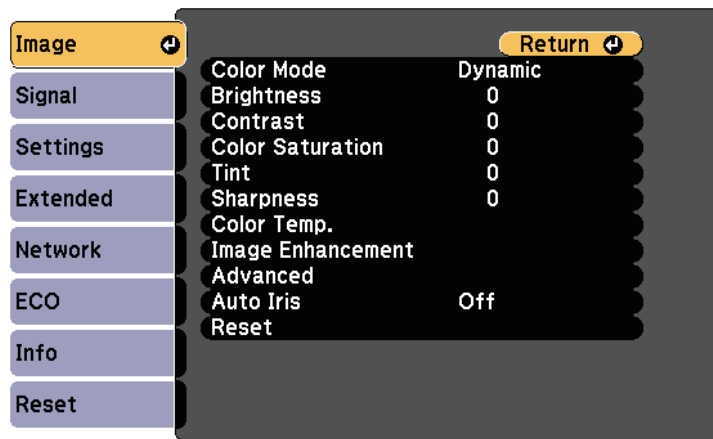 Image
Signal
Settings
Extended
Network
ECO
Info
Reset
Return
Color Mode Dynamic
Brightness 0
Contrast 0
Color Saturation 0
Tint 0
Sharpness 0
Color Temp.
Image Enhancement
Advanced
Auto Iris Off
Reset